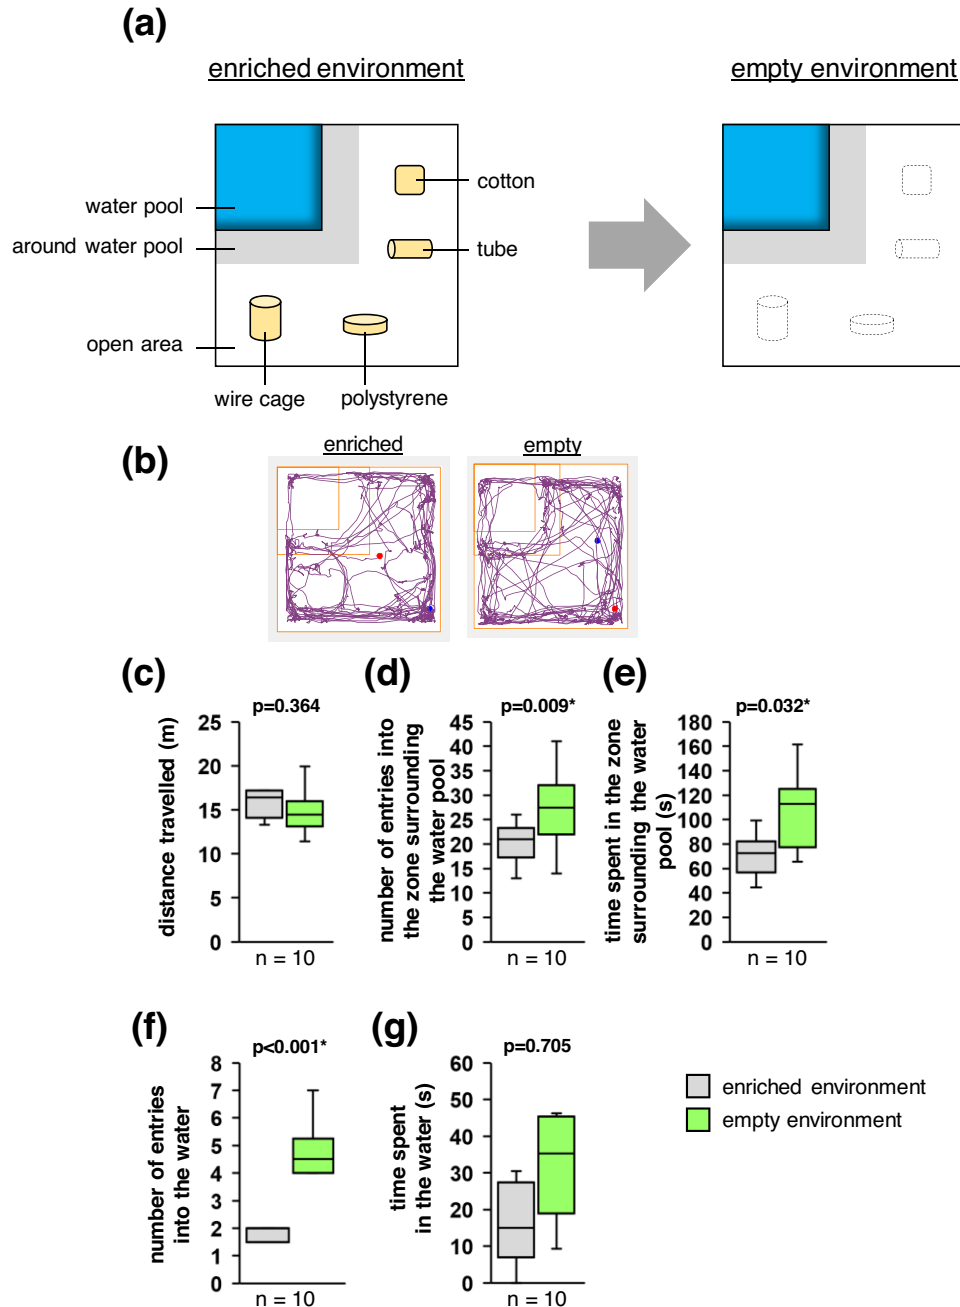 (a)
enriched environment
empty environment
cotton
water pool
around water pool
tube
open area
wire cage
polystyrene
(b)
enriched
empty
(c)
p=0.364
distance travelled (m)
25
20
15
10
5
0
n = 10
(d)
p=0.009*
number of entries into
the zone surrounding
the water pool
45
40
35
30
25
20
15
10
5
0
n = 10
(e)
p=0.032*
time spent in the zone
surrounding the water
pool (s)
180
160
140
120
100
80
60
40
20
0
n = 10
(f)
p<0.001*
number of entries
into the water
8
7
6
5
4
3
2
1
0
n = 10
(g)
p=0.705
time spent
in the water (s)
60
50
40
30
20
10
0
n = 10
enriched environment
empty environment